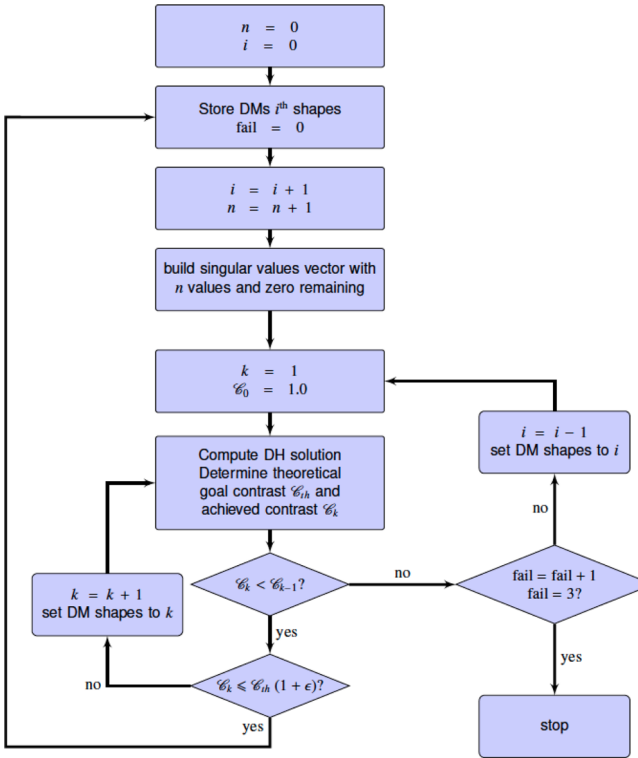 n = 0
i = 0
Store DMs iᵗʰ shapes
fail = 0
i = i + 1
n = n + 1
build singular values vector with
n values and zero remaining
k = 1
𝒞₀ = 1.0
i = i − 1
set DM shapes to i
Compute DH solution
Determine theoretical
goal contrast 𝒞ₜₕ and
achieved contrast 𝒞ₖ
no
k = k + 1
set DM shapes to k
𝒞ₖ < 𝒞ₖ₋₁?
no
fail = fail + 1
fail = 3?
yes
yes
no
𝒞ₖ ⩽ 𝒞ₜₕ (1 + ϵ)?
yes
stop